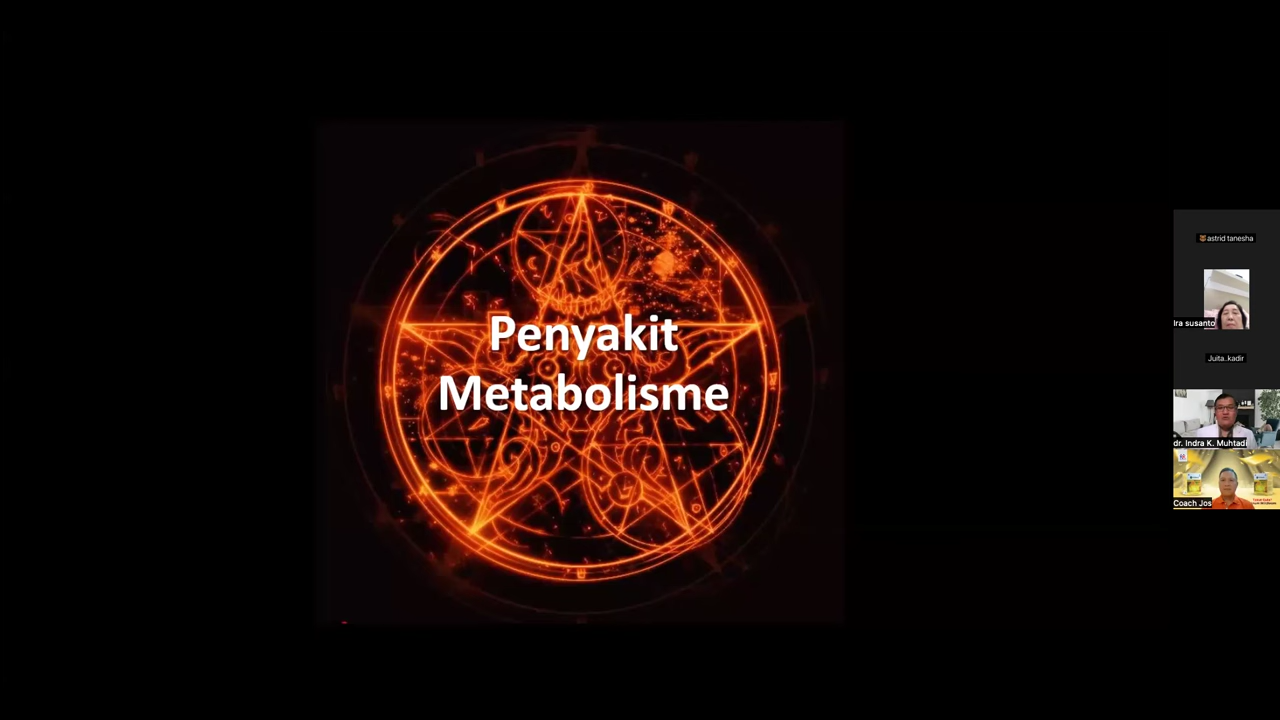 Penyakit
Metabolisme
astrid tanesha
Ira susanto
Juita..kadir
dr. Indra K. Muhtadi
Coach Jos